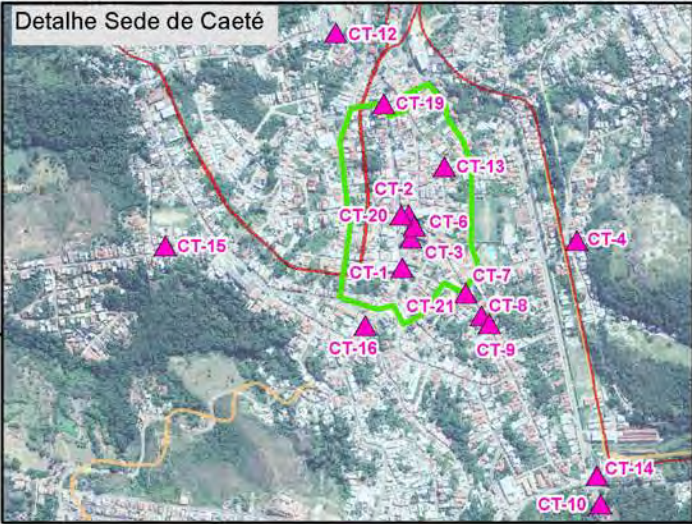 Detalhe Sede de Caeté
CT-12
CT-19
CT-13
CT-2
CT-20
CT-6
CT-4
CT-15
CT-3
CT-1
CT-7
CT-21
CT-8
CT-16
CT-9
CT-14
CT-10